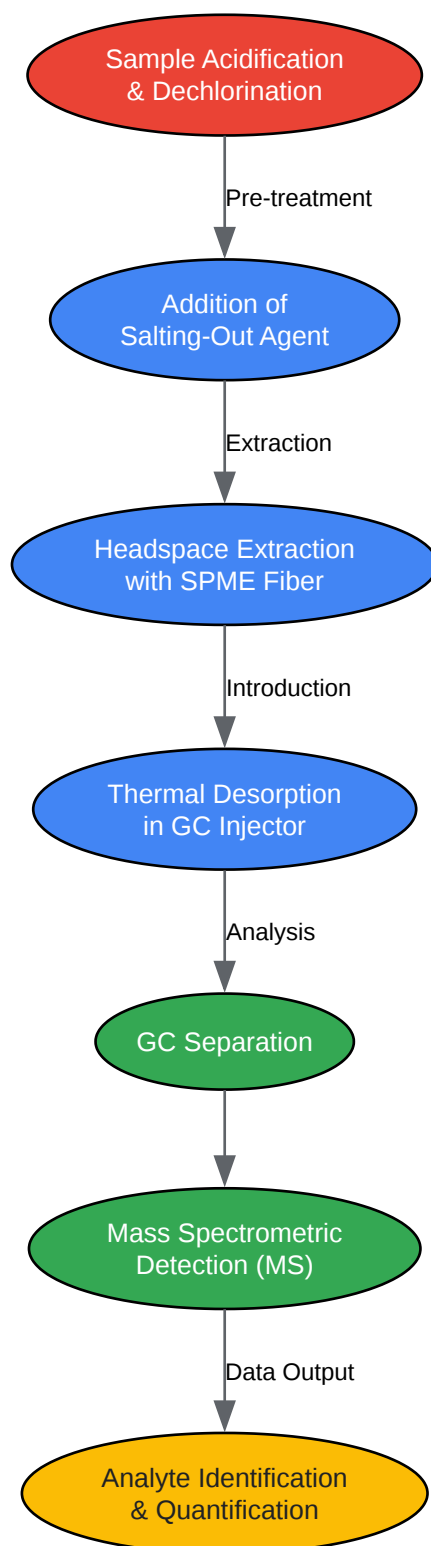 Sample Acidification
& Dechlorination
Pre-treatment
Addition of
Salting-Out Agent
Extraction
Headspace Extraction
with SPME Fiber
Introduction
Thermal Desorption
in GC Injector
Analysis
GC Separation
Mass Spectrometric
Detection (MS)
Data Output
Analyte Identification
& Quantification